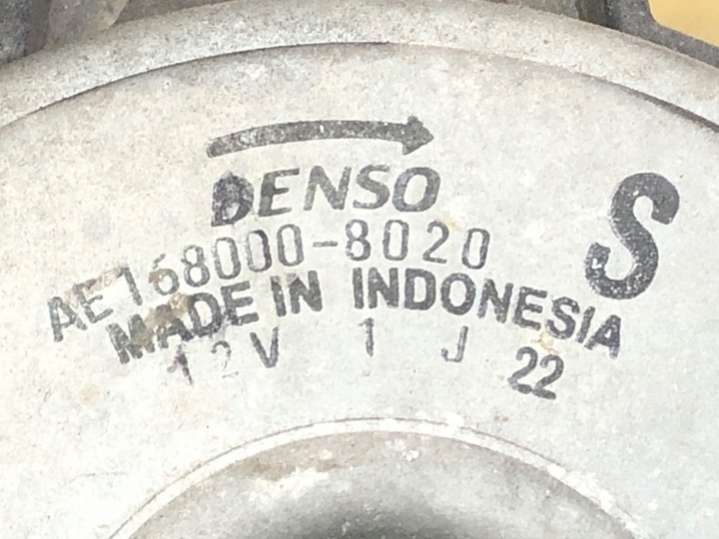 DENSO
S
AE168000-8020
MADE IN INDONESIA
12V 1 J 22